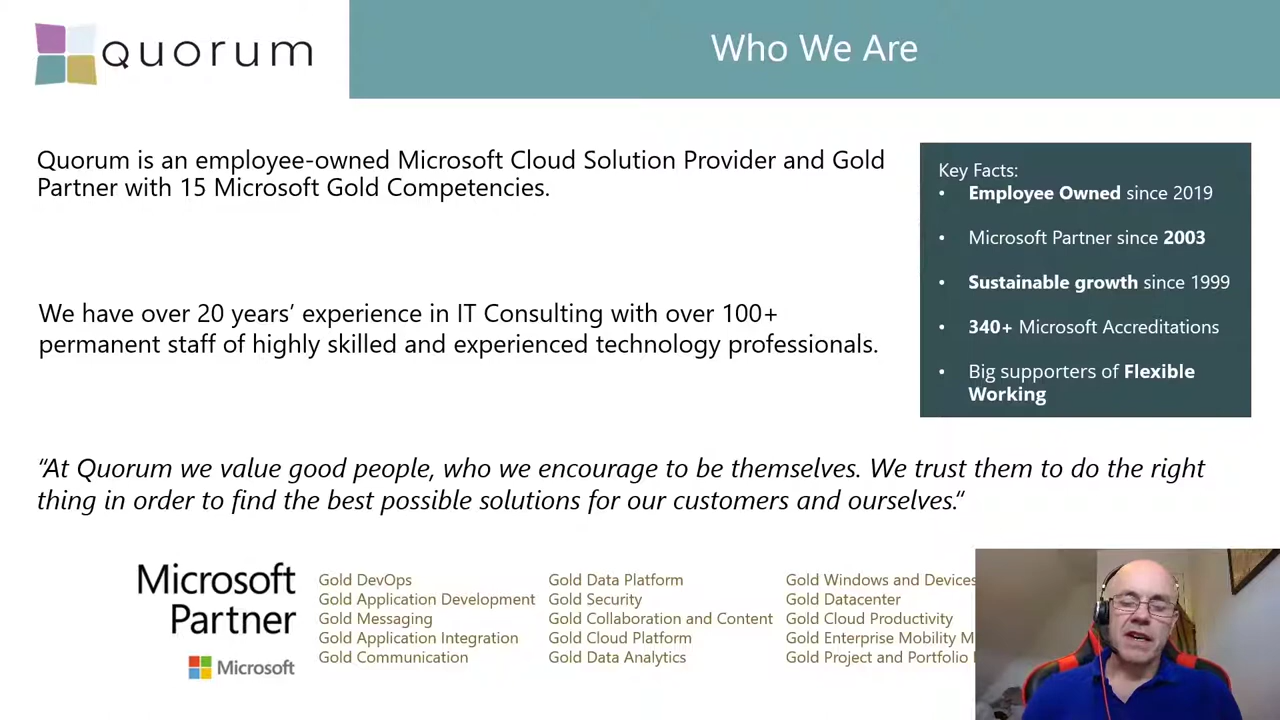 quorum
Who We Are
Quorum is an employee-owned Microsoft Cloud Solution Provider and Gold
Partner with 15 Microsoft Gold Competencies.
We have over 20 years’ experience in IT Consulting with over 100+
permanent staff of highly skilled and experienced technology professionals.
Key Facts:
• Employee Owned since 2019
• Microsoft Partner since 2003
• Sustainable growth since 1999
• 340+ Microsoft Accreditations
• Big supporters of Flexible
Working
“At Quorum we value good people, who we encourage to be themselves. We trust them to do the right
thing in order to find the best possible solutions for our customers and ourselves.“
Microsoft
Partner
Microsoft
Gold DevOps
Gold Application Development
Gold Messaging
Gold Application Integration
Gold Communication
Gold Data Platform
Gold Security
Gold Collaboration and Content
Gold Cloud Platform
Gold Data Analytics
Gold Windows and Devices
Gold Datacenter
Gold Cloud Productivity
Gold Enterprise Mobility
Gold Project and Portfolio